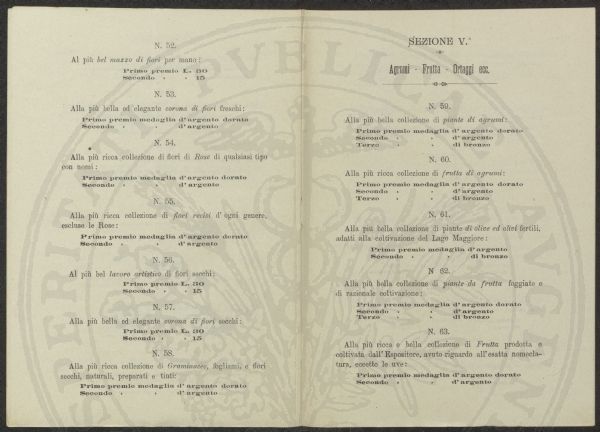 N. 52.
Al più bel mazzo di fiori per mano:
Primo premio L. 30
Secondo » » 15
N. 53.
Alla più bella ed elegante corona di fiori freschi:
Primo premio medaglia d'argento dorato
Secondo » » d'argento
N. 54.
Alla più ricca collezione di fiori di Rose di qualsiasi tipo
con nomi:
Primo premio medaglia d'argento dorato
Secondo » » d'argento
N. 55.
Alla più ricca collezione di fiori recisi d'ogni genere,
escluse le Rose:
Primo premio medaglia d'argento dorato
Secondo » » d'argento
N. 56.
Al più bel lavoro artistico di fiori secchi:
Primo premio L. 30
Secondo » » 15
N. 57.
Alla più bella ed elegante corona di fiori secchi:
Primo premio L. 30
Secondo » » 15
N. 58.
Alla più ricca collezione di Graminacee, fogliami, e fiori
secchi, naturali, preparati e tinti:
Primo premio medaglia d'argento dorato
Secondo » » d'argento
SEZIONE V.ª
Agrumi - Frutta - Ortaggi ecc.
N. 59.
Alla più bella collezione di piante di agrumi:
Primo premio medaglia d'argento dorato
Secondo » » d'argento
Terzo » » di bronzo
N. 60.
Alla più ricca collezione di frutta di agrumi:
Primo premio medaglia d'argento dorato
Secondo » » d'argento
Terzo » » di bronzo
N. 61.
Alla più bella collezione di piante di olive ed olivi fertili,
adatti alla coltivazione del Lago Maggiore:
Primo premio medaglia d'argento
Secondo » » di bronzo
N 62.
Alla più bella collezione di piante da frutta foggiate e
di razionale coltivazione:
Primo premio medaglia d'argento dorato
Secondo » » d'argento
Terzo » » di bronzo
N. 63.
Alla più ricca e bella collezione di Frutta prodotta e
coltivata dall'Espositore, avuto riguardo all'esatta nomencla-
tura, eccetto le uve:
Primo premio medaglia d'argento dorato
Secondo » » d'argento